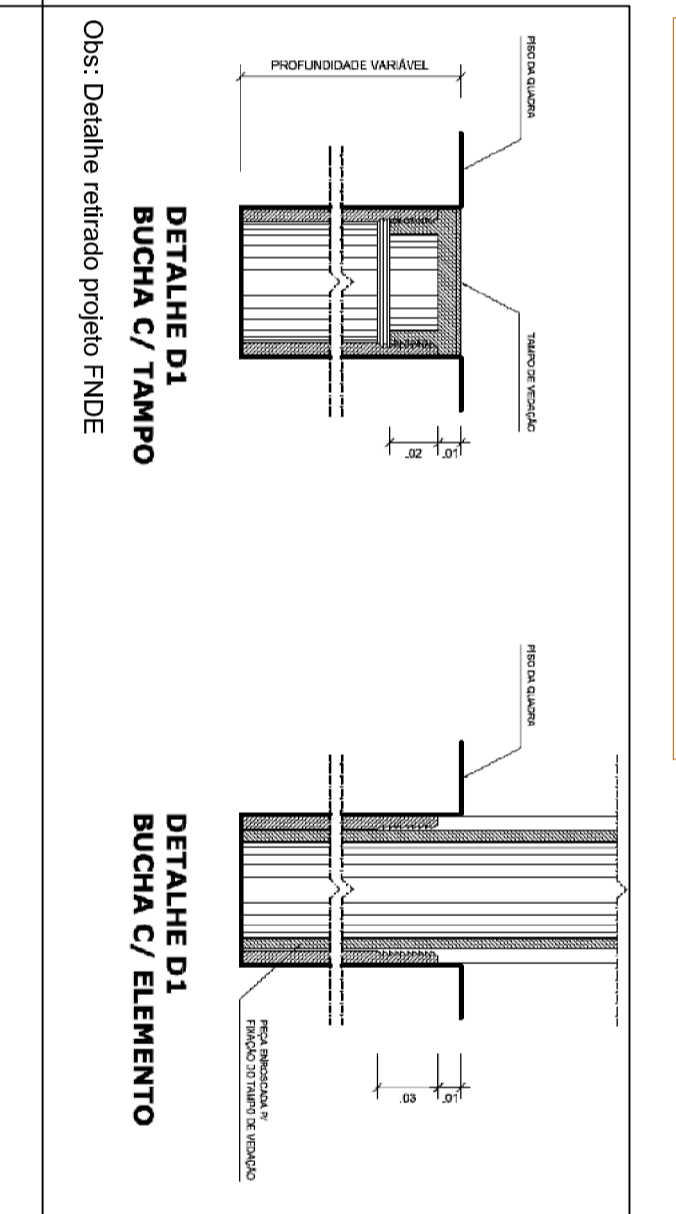 PROFUNDIDADE VARIÁVEL
PISO DA QUADRA
TAMPO DE VEDAÇÃO
.02
.01
DETALHE D1
BUCHA C/ TAMPO
Obs: Detalhe retirado projeto FNDE
PISO DA QUADRA
.03
.01
PEÇA ENROSCADA P/
FIXAÇÃO DO TAMPO DE VEDAÇÃO
DETALHE D1
BUCHA C/ ELEMENTO